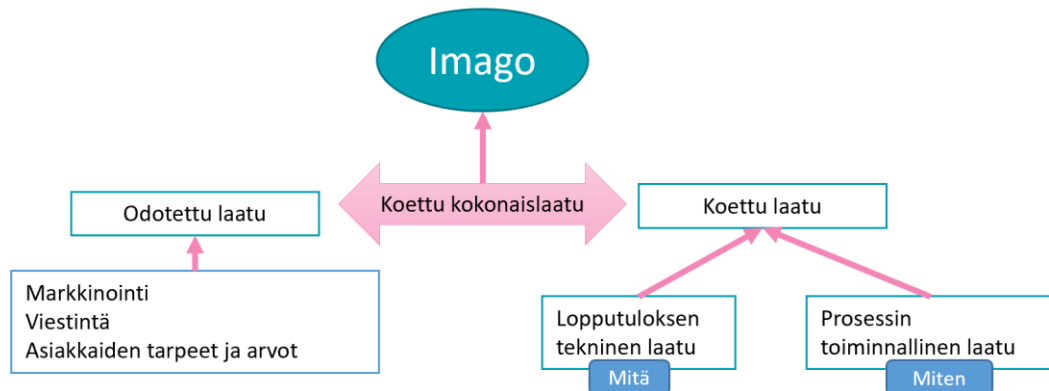 Imago
Odotettu laatu
Koettu kokonaislaatu
Koettu laatu
Markkinointi
Viestintä
Asiakkaiden tarpeet ja arvot
Lopputuloksen
tekninen laatu
Mitä
Prosessin
toiminnallinen laatu
Miten